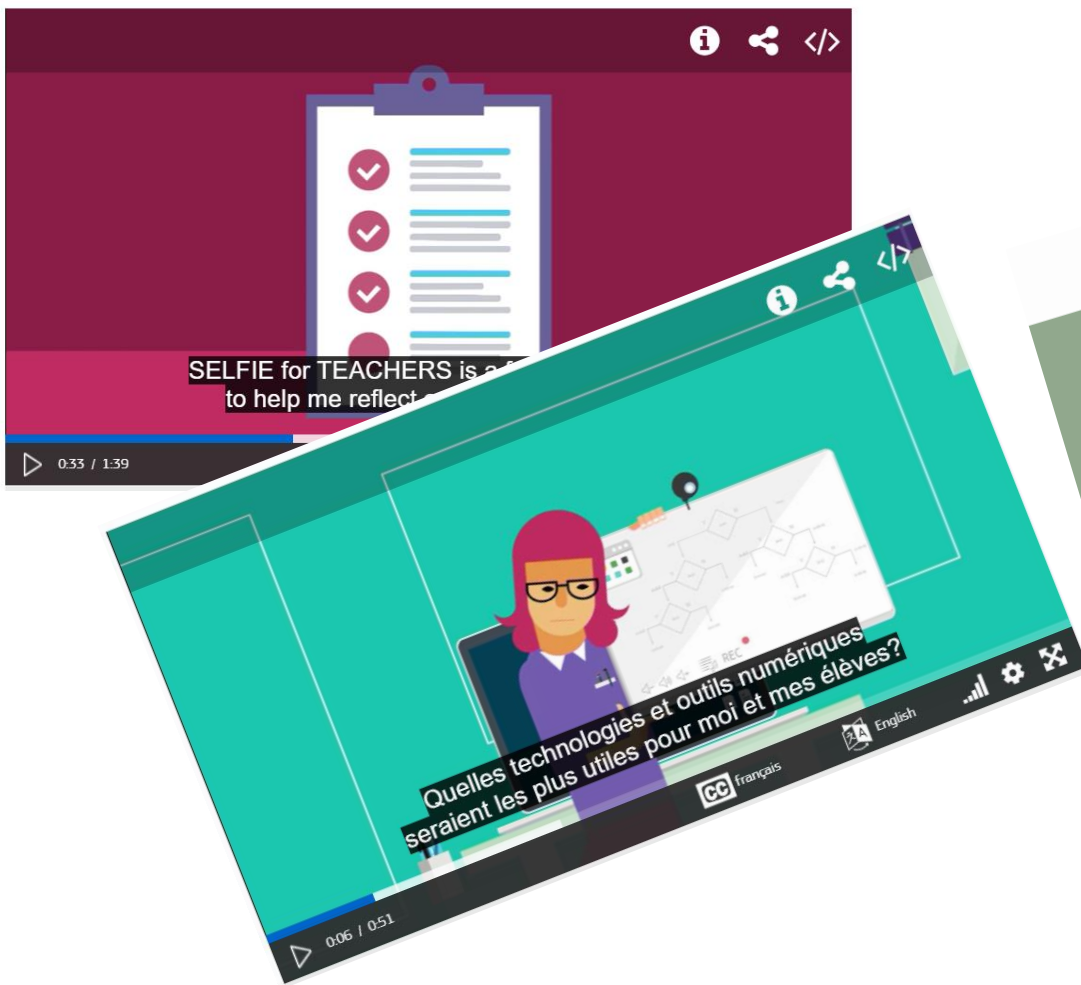 SELFIE for TEACHERS is a
to help me reflect
0:33 / 1:39
REC
Quelles technologies et outils numériques
seraient les plus utiles pour moi et mes élèves?
CC français
English
0:06 / 0:51